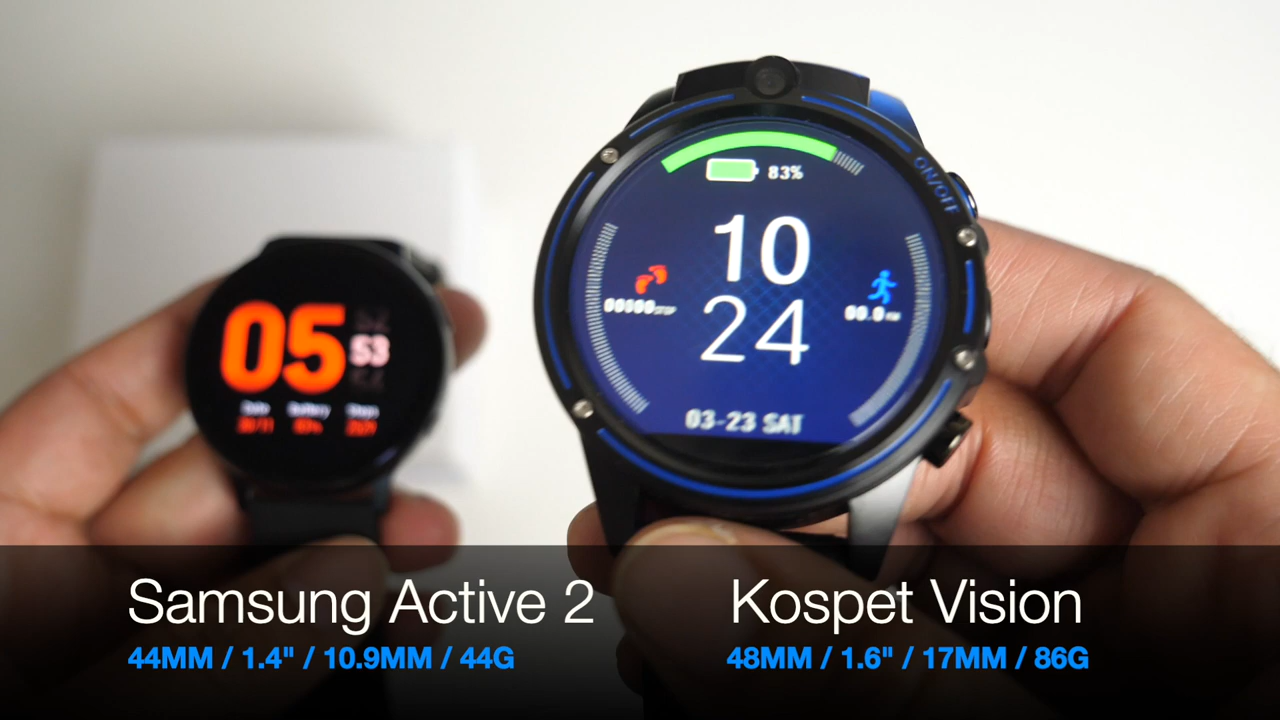 83%
ON/OFF
10
24
03-23 SAT
05
53
Samsung Active 2
44MM / 1.4" / 10.9MM / 44G
Kospet Vision
48MM / 1.6" / 17MM / 86G